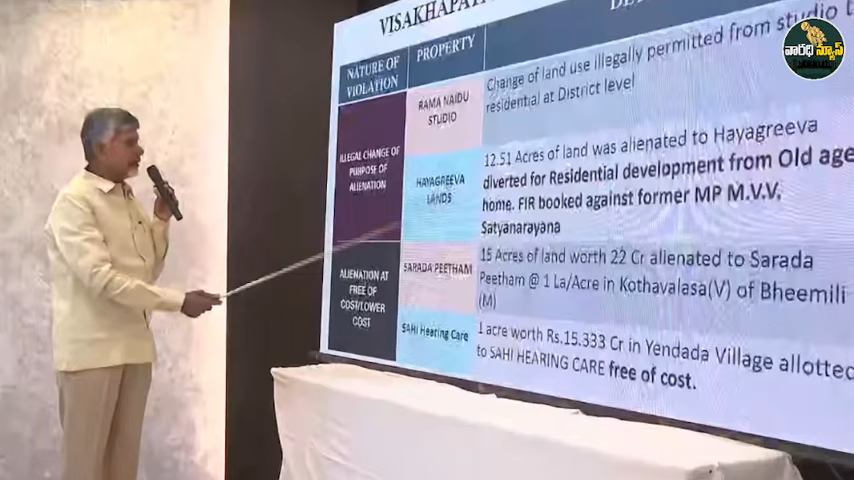 VISAKHAPATN
NATURE OF
VIOLATION
PROPERTY
ILLEGAL CHANGE OF
PURPOSE OF
ALIENATION
RAMA NAIDU
STUDIO
Change of land use illegally permitted from studio t
residential at District level
HAYAGREEVA
LANDS
12.51 Acres of land was alienated to Hayagreeva
diverted for Residential development from Old age
home. FIR booked against former MP M.V.V,
Satyanarayana
ALIENATION AT
FREE OF
COST/LOWER
COST
SARADA PEETHAM
15 Acres of land worth 22 Cr. alienated to Sarada
Peetham @ 1 La/Acre in, Kothavalasa(V) of Bheemili
(M)
SAHI Hearing Care
1 acre worth Rs.15.333 crore in Yendada Village allotted
to SAHI HEARING CARE free of cost.
వారధి న్యూస్